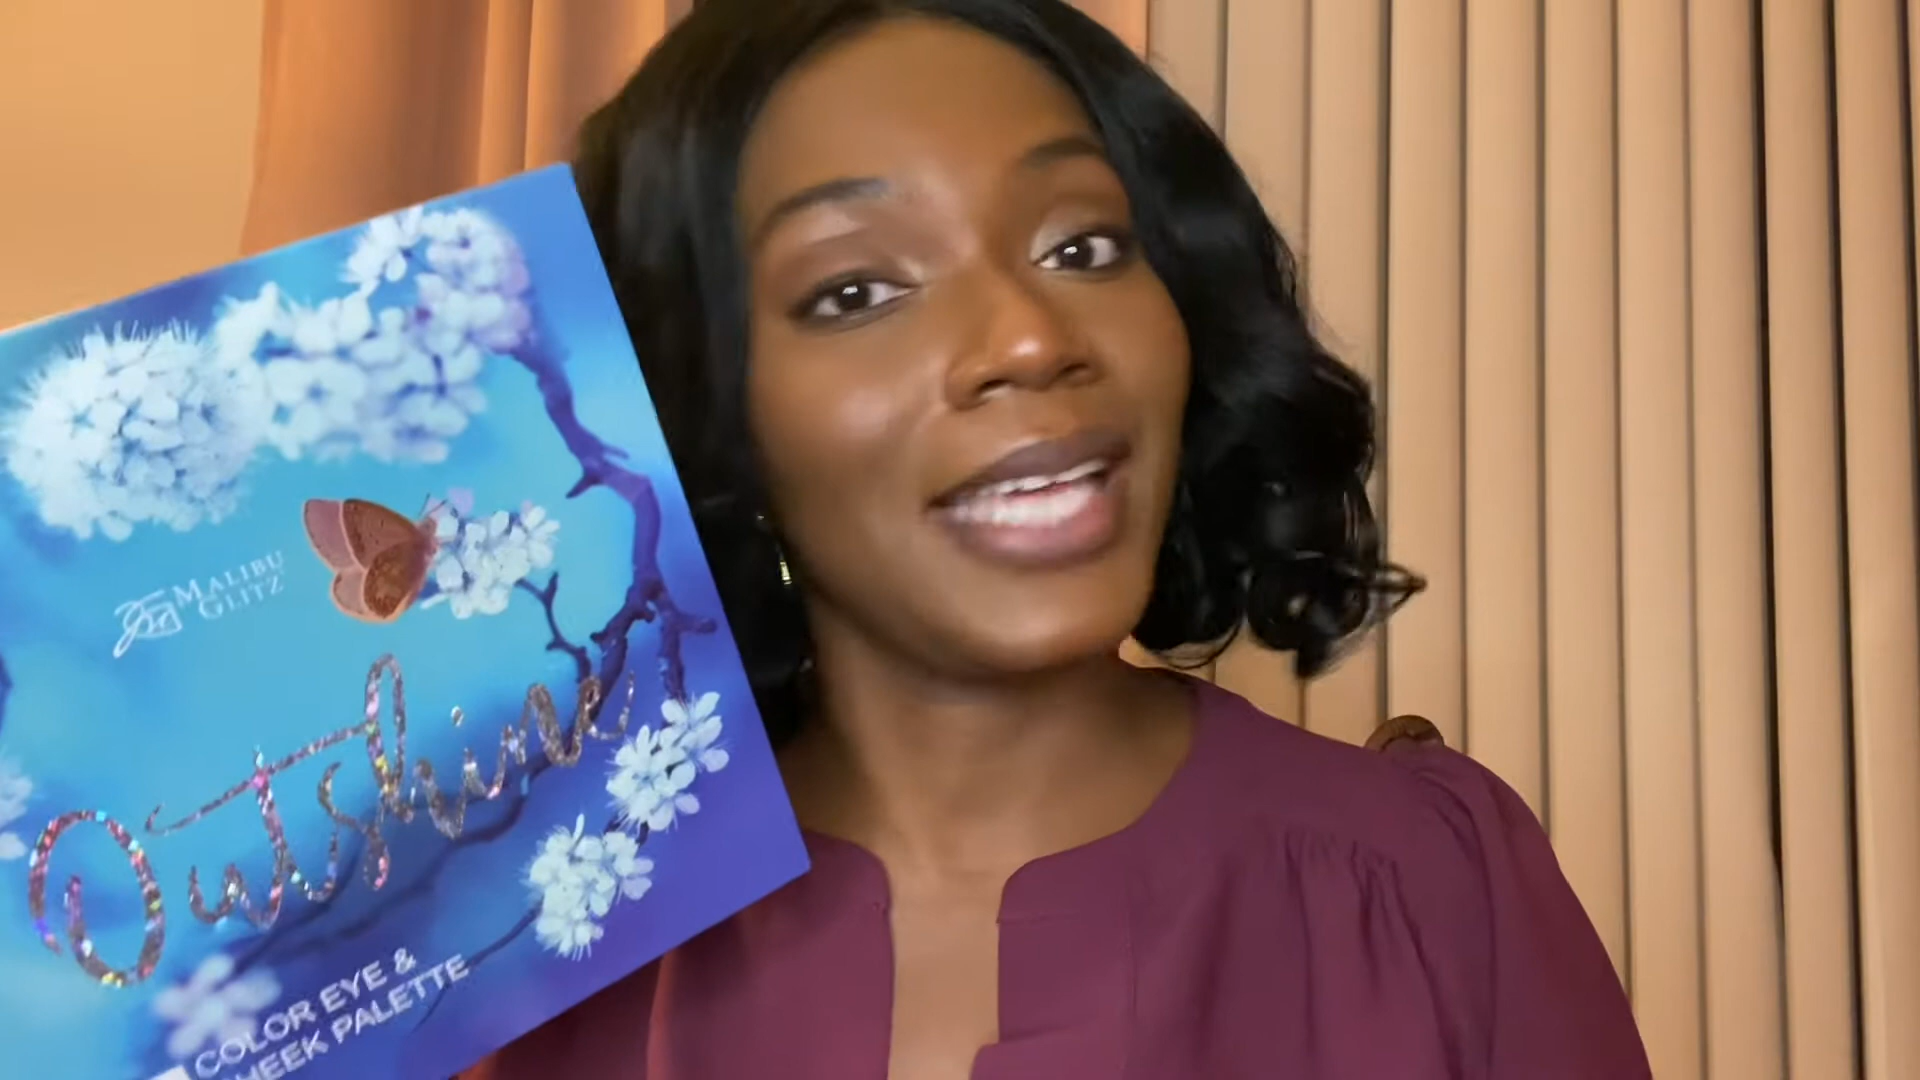 MALIBU
GLITZ
Outshine
COLOR EYE &
CHEEK PALETTE